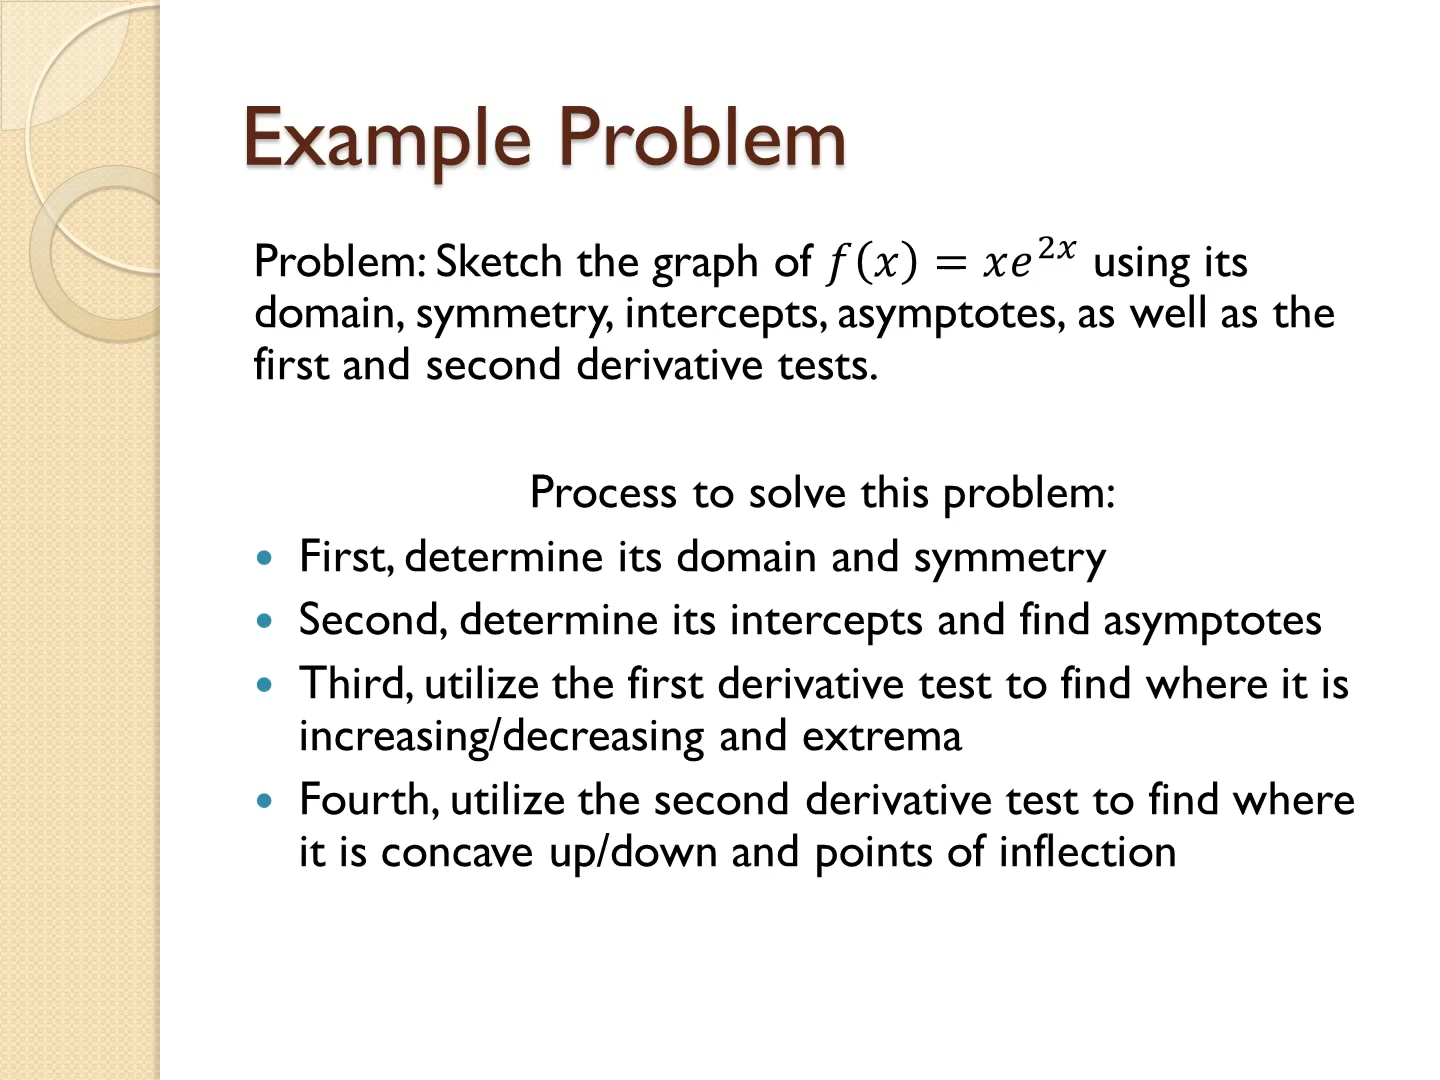 Example Problem
Problem: Sketch the graph of 𝑓(𝑥) = 𝑥𝑒²ˣ using its
domain, symmetry, intercepts, asymptotes, as well as the
first and second derivative tests.
Process to solve this problem:
• First, determine its domain and symmetry
• Second, determine its intercepts and find asymptotes
• Third, utilize the first derivative test to find where it is
increasing/decreasing and extrema
• Fourth, utilize the second derivative test to find where
it is concave up/down and points of inflection